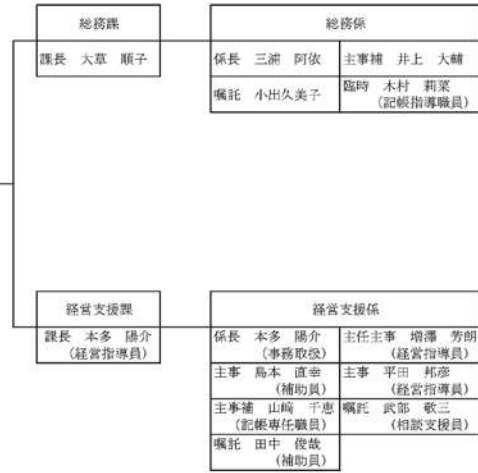 総務課
課長 大草 順子
総務係
係長 三浦 阿依 主事補 井上 大輔
嘱託 小出久美子 臨時 木村 莉菜
(記帳指導職員)
経営支援課
課長 本多 陽介
(経営指導員)
経営支援係
係長 本多 陽介 主任主事 増澤 芳朗
(事務取扱) (経営指導員)
主事 島本 直幸 主事 平田 邦彦
(補助員) (経営指導員)
主事補 山崎 千恵 嘱託 武部 敬三
(記帳専任職員) (相談支援員)
嘱託 田中 俊哉
(補助員)